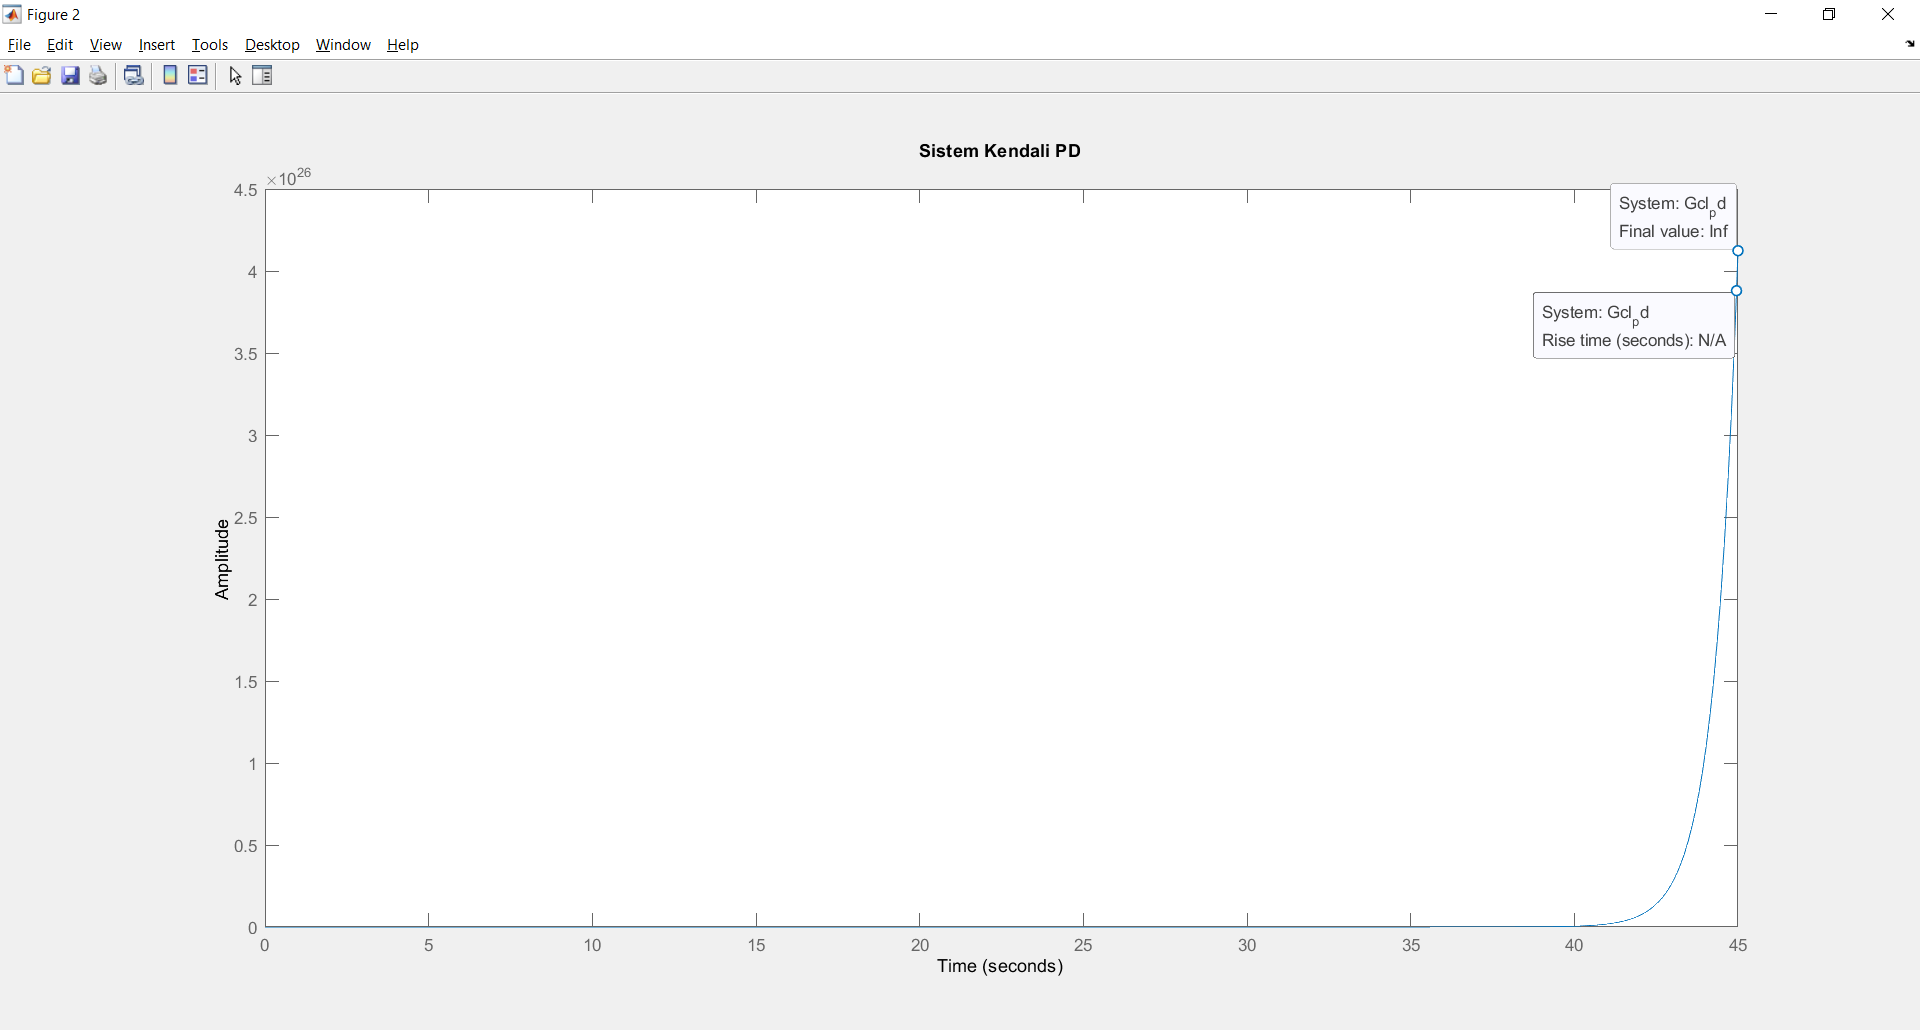 Figure 2
File Edit View Insert Tools Desktop Window Help
Sistem Kendali PD
×10^26
4.5
4
3.5
3
2.5
2
1.5
1
0.5
0
Amplitude
System: Gcl_pd
Final value: Inf
System: Gcl_pd
Rise time (seconds): N/A
0 5 10 15 20 25 30 35 40 45
Time (seconds)